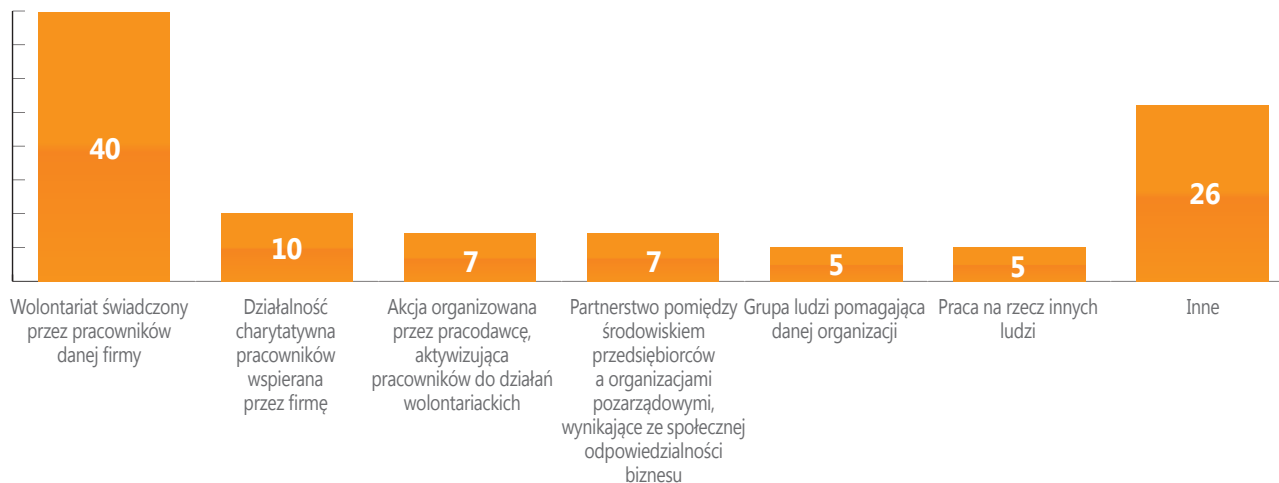 40
10
7
7
5
5
26
Wolontariat świadczony
przez pracowników
danej firmy
Działalność
charytatywna
pracowników
wspierana
przez firmę
Akcja organizowana
przez pracodawcę,
aktywizująca
pracowników do działań
wolontariackich
Partnerstwo pomiędzy
środowiskiem
przedsiębiorców
a organizacjami
pozarządowymi,
wynikające ze społecznej
odpowiedzialności
biznesu
Grupa ludzi pomagająca
danej organizacji
Praca na rzecz innych
ludzi
Inne